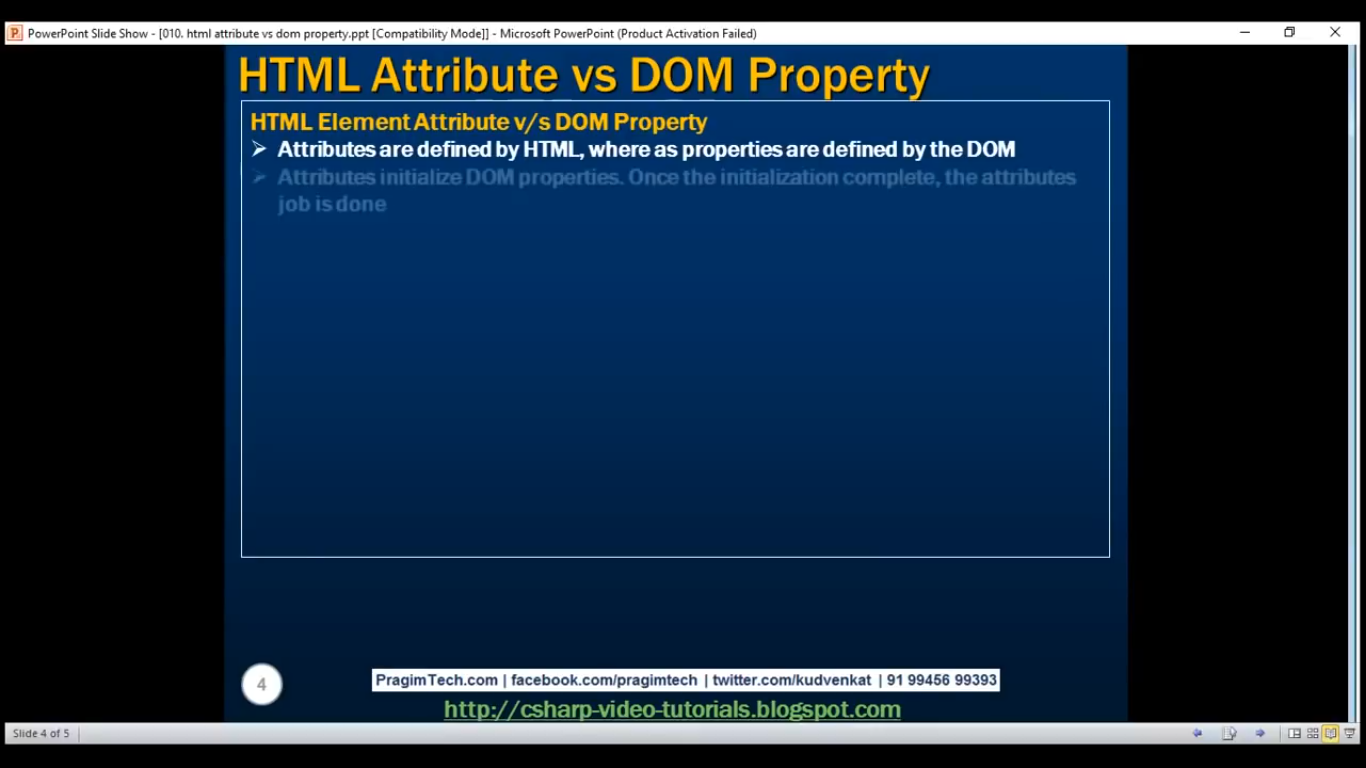 PowerPoint Slide Show - [010. html attribute vs dom property.ppt [Compatibility Mode]] - Microsoft PowerPoint (Product Activation Failed)
HTML Attribute vs DOM Property
HTML Element Attribute v/s DOM Property
Attributes are defined by HTML, where as properties are defined by the DOM
Attributes initialize DOM properties. Once the initialization complete, the attributes
job is done
4
PragimTech.com | facebook.com/pragimtech | twitter.com/kudvenkat | 91 99456 99393
http://csharp-video-tutorials.blogspot.com
Slide 4 of 5